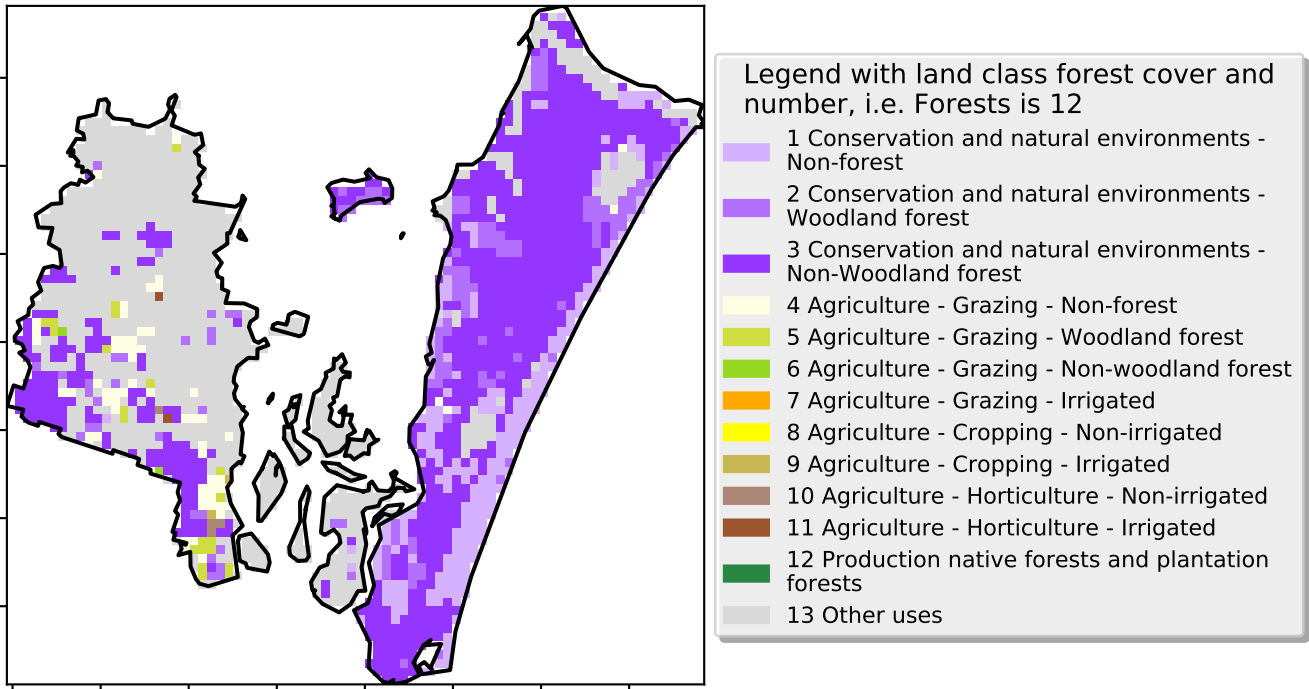 Legend with land class forest cover and
number, i.e. Forests is 12
1 Conservation and natural environments -
Non-forest
2 Conservation and natural environments -
Woodland forest
3 Conservation and natural environments -
Non-Woodland forest
4 Agriculture - Grazing - Non-forest
5 Agriculture - Grazing - Woodland forest
6 Agriculture - Grazing - Non-woodland forest
7 Agriculture - Grazing - Irrigated
8 Agriculture - Cropping - Non-irrigated
9 Agriculture - Cropping - Irrigated
10 Agriculture - Horticulture - Non-irrigated
11 Agriculture - Horticulture - Irrigated
12 Production native forests and plantation
forests
13 Other uses